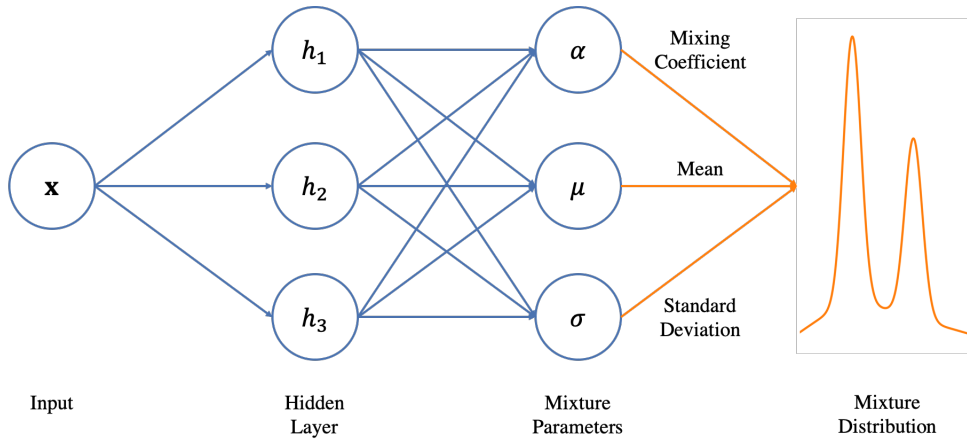 x
h1
h2
h3
α
μ
σ
Mixing
Coefficient
Mean
Standard
Deviation
Input
Hidden
Layer
Mixture
Parameters
Mixture
Distribution